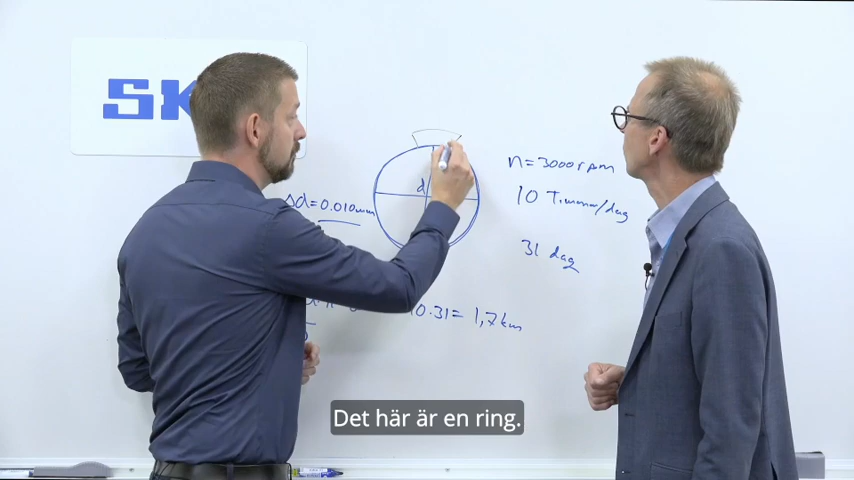 SK
d
Δd=0.010mm
n=3000rpm
10 Timmar/dag
31 dag
10.31= 1,7km
Det här är en ring.